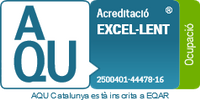 AQU
Acreditació
EXCEL·LENT
®
2500401-44478-16
Ocupació
AQU Catalunya està inscrita a EQAR